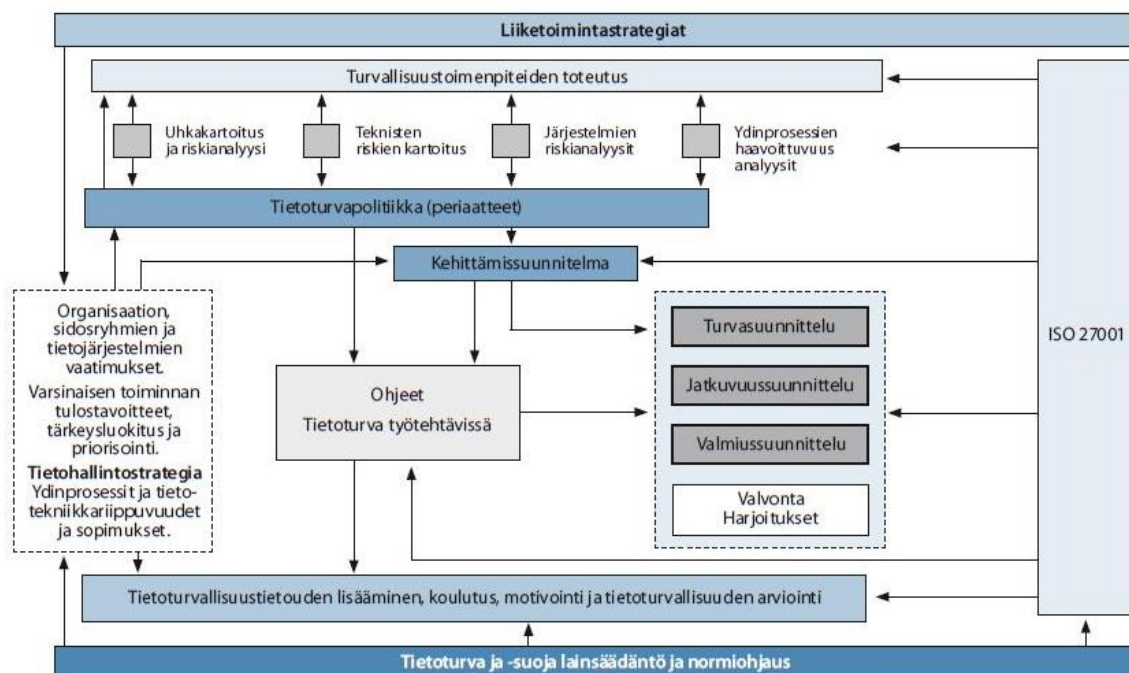 Liiketoimintastrategiat
Turvallisuustoimenpiteiden toteutus
Uhkakartoitus
ja riskianalyysi
Teknisten
riskien kartoitus
Järjestelmien
riskianalyysit
Ydinprosessien
haavoittuvuus
analyysit
Tietoturvapolitiikka (periaatteet)
Kehittämissuunnitelma
Organisaation,
sidosryhmien ja
tietojärjestelmien
vaatimukset.
Varsinaisen toiminnan
tulostavoitteet,
tärkeysluokitus ja
priorisointi.
Tietohallintostrategia
Ydinprosessit ja tieto-
tekniikkariippuvuudet
ja sopimukset.
Ohjeet
Tietoturva työtehtävissä
Turvasuunnittelu
Jatkuvuussuunnittelu
Valmiussuunnittelu
Valvonta
Harjoitukset
ISO 27001
Tietoturvallisuustietouden lisääminen, koulutus, motivointi ja tietoturvallisuuden arviointi
Tietoturva ja -suoja lainsäädäntö ja normiohjaus